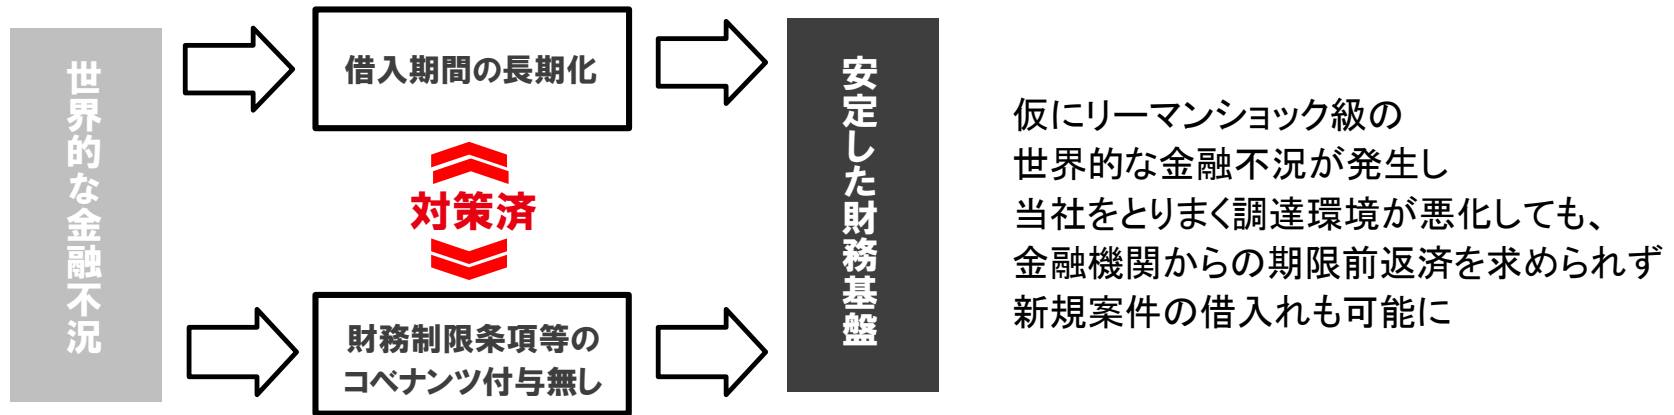 世界的な金融不況
借入期間の長期化
対策済
財務制限条項等の
コベナンツ付与無し
安定した財務基盤
仮にリーマンショック級の
世界的な金融不況が発生し
当社をとりまく調達環境が悪化しても、
金融機関からの期限前返済を求められず
新規案件の借入れも可能に